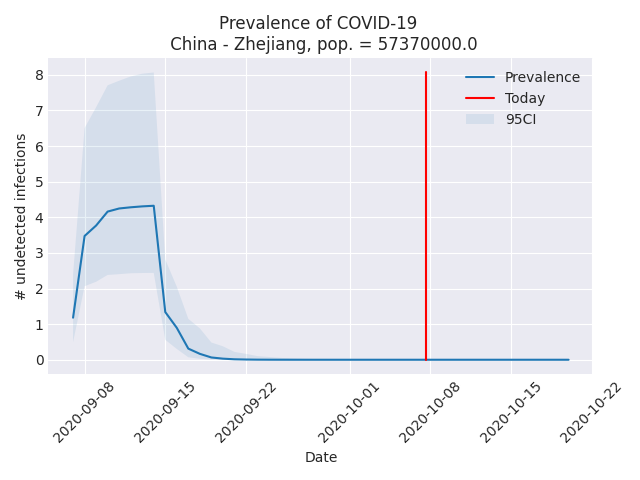 Prevalence of COVID-19
China - Zhejiang, pop. = 57370000.0
Prevalence
Today
95CI
# undetected infections
8
7
6
5
4
3
2
1
0
2020-09-08
2020-09-15
2020-09-22
2020-10-01
2020-10-08
2020-10-15
2020-10-22
Date